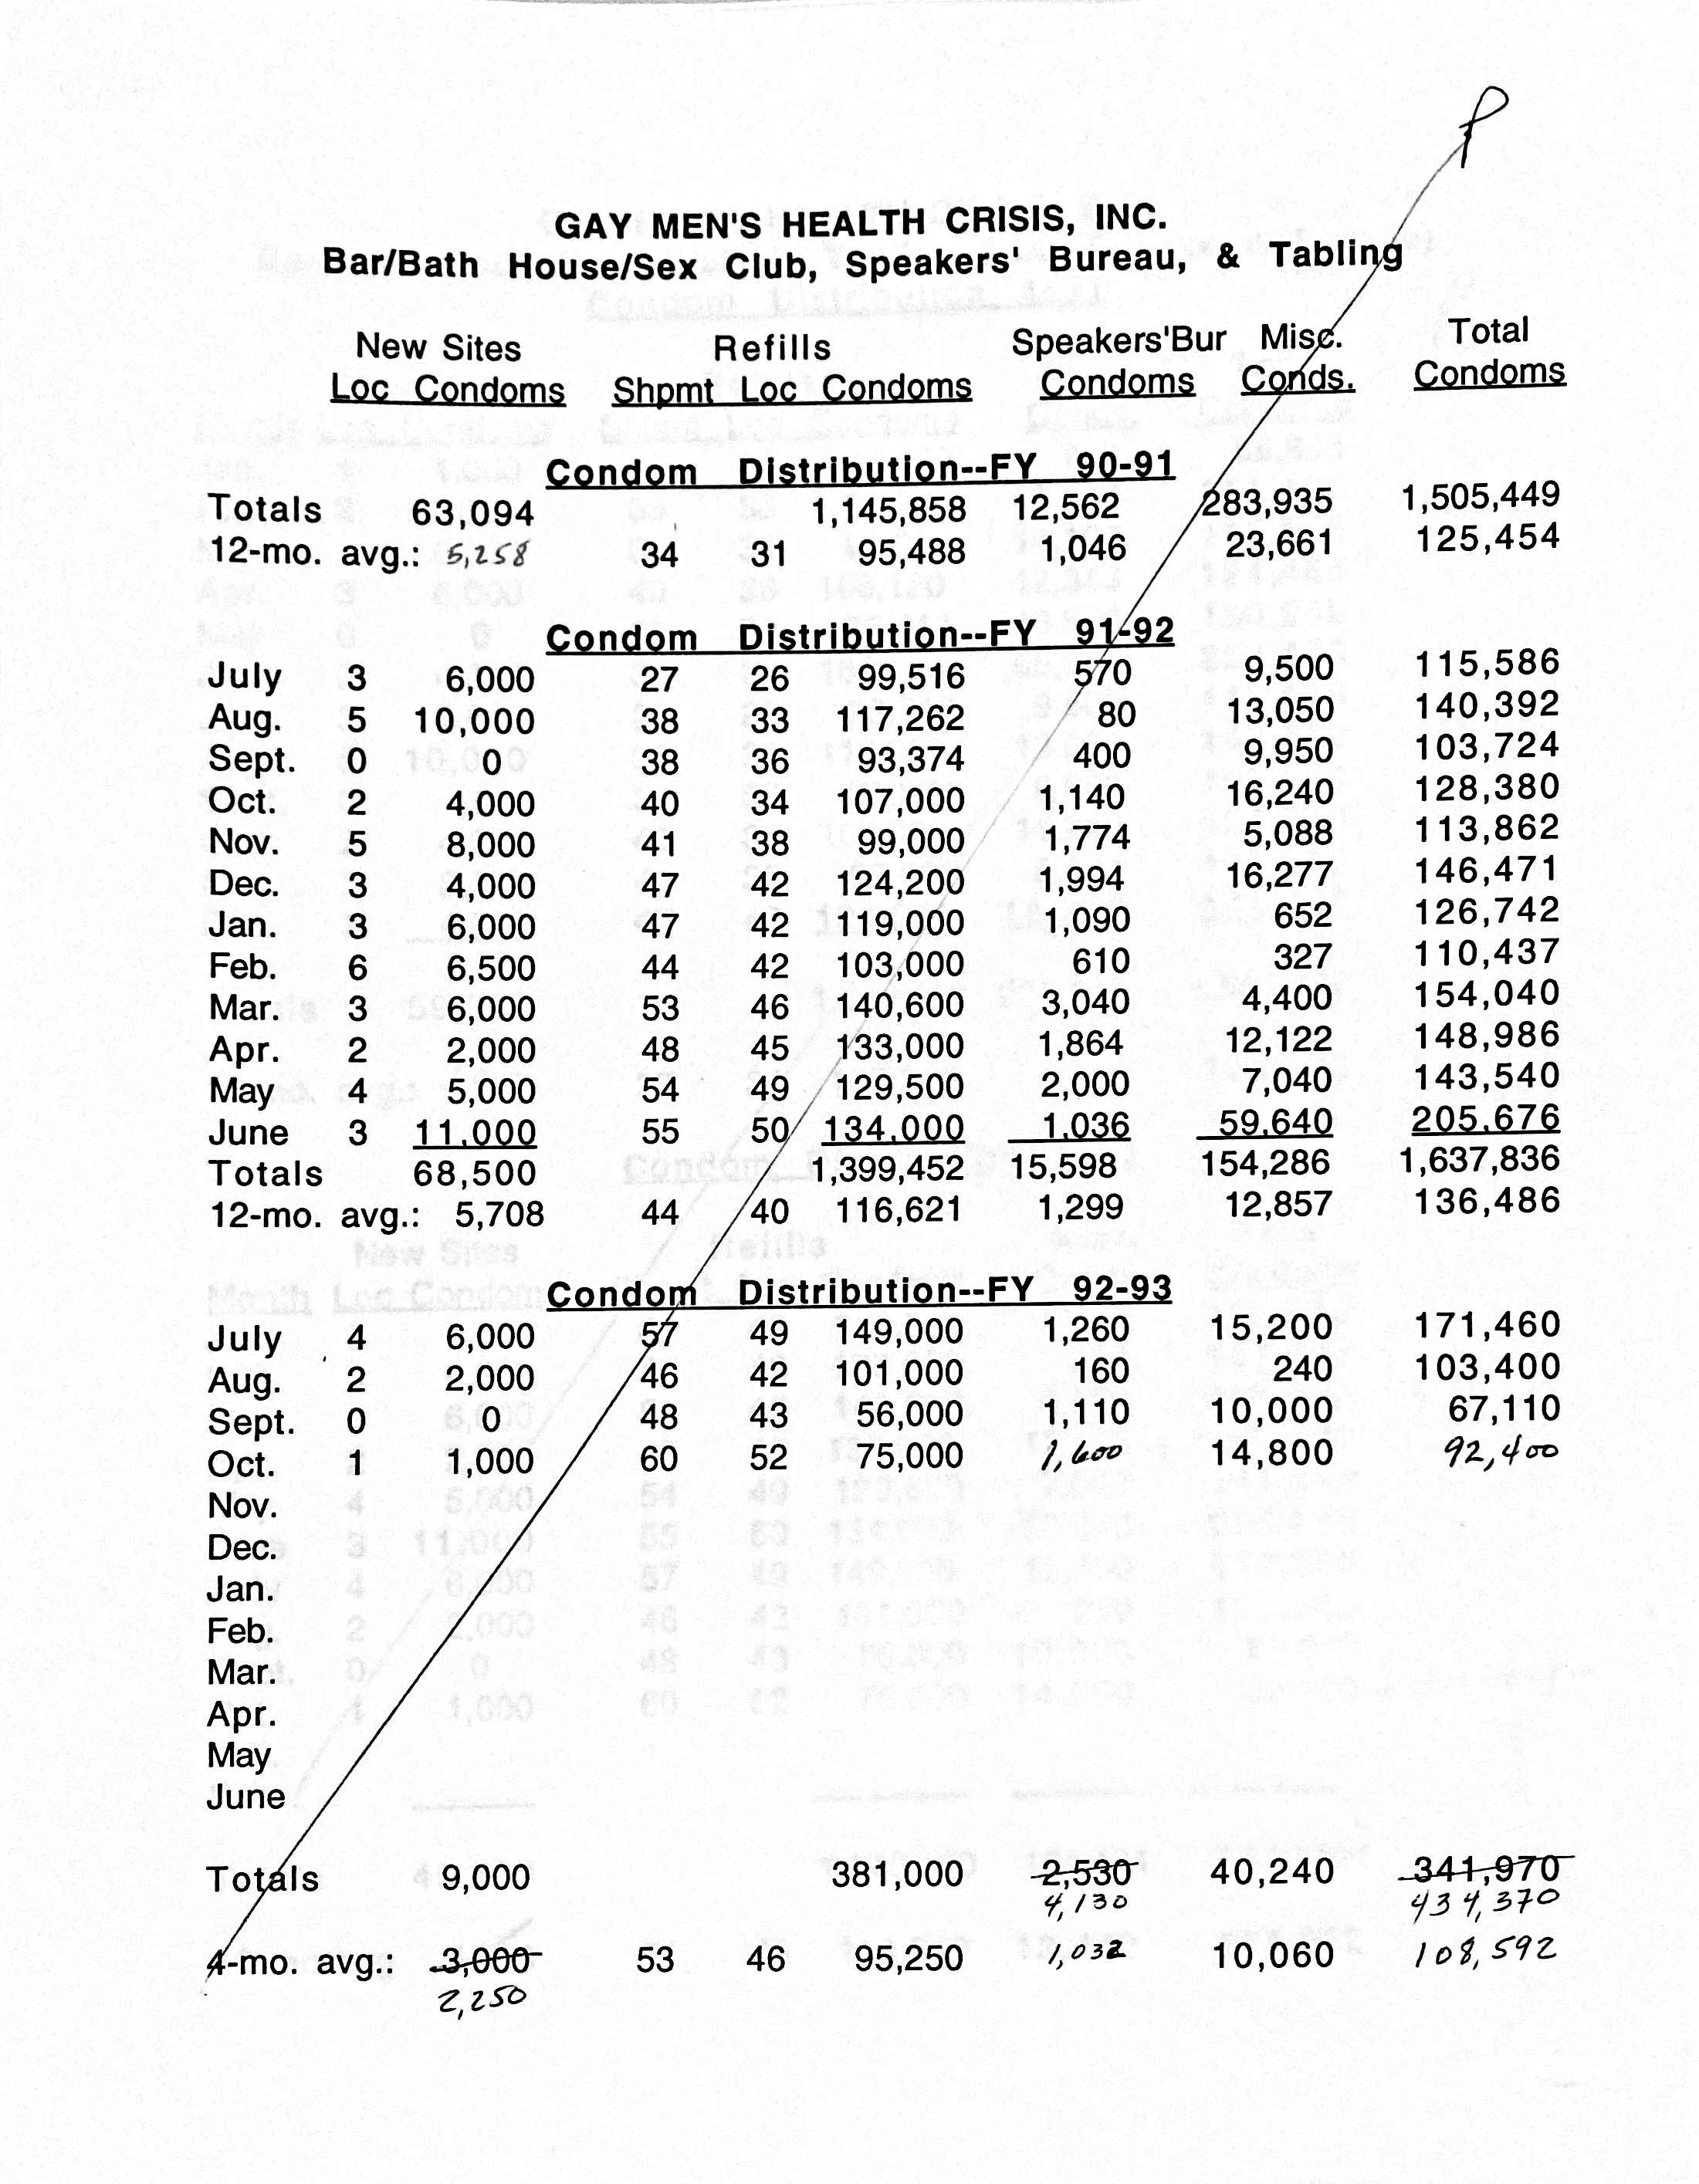 GAY MEN'S HEALTH CRISIS, INC.
Bar/Bath House/Sex Club, Speakers' Bureau, & Tabling
New Sites Refills Speakers'Bur Misc. Total
Loc Condoms Shpmt Loc Condoms Condoms Conds. Condoms
Condom Distribution--FY 90-91
Totals 63,094 1,145,858 12,562 283,935 1,505,449
12-mo. avg.: 5,258 34 31 95,488 1,046 23,661 125,454
Condom Distribution--FY 91-92
July 3 6,000 27 26 99,516 570 9,500 115,586
Aug. 5 10,000 38 33 117,262 80 13,050 140,392
Sept. 0 0 38 36 93,374 400 9,950 103,724
Oct. 2 4,000 40 34 107,000 1,140 16,240 128,380
Nov. 5 8,000 41 38 99,000 1,774 5,088 113,862
Dec. 3 4,000 47 42 124,200 1,994 16,277 146,471
Jan. 3 6,000 47 42 119,000 1,090 652 126,742
Feb. 6 6,500 44 42 103,000 610 327 110,437
Mar. 3 6,000 53 46 140,600 3,040 4,400 154,040
Apr. 2 2,000 48 45 133,000 1,864 12,122 148,986
May 4 5,000 54 49 129,500 2,000 7,040 143,540
June 3 11,000 55 50 134,000 1,036 59,640 205,676
Totals 68,500 1,399,452 15,598 154,286 1,637,836
12-mo. avg.: 5,708 44 40 116,621 1,299 12,857 136,486
Condom Distribution--FY 92-93
July 4 6,000 57 49 149,000 1,260 15,200 171,460
Aug. 2 2,000 46 42 101,000 160 240 103,400
Sept. 0 0 48 43 56,000 1,110 10,000 67,110
Oct. 1 1,000 60 52 75,000 1,600 14,800 92,400
Nov.
Dec.
Jan.
Feb.
Mar.
Apr.
May
June
Totals 9,000 381,000 2,530 40,240 341,970
4,130 434,370
4-mo. avg.: 3,000 53 46 95,250 1,032 10,060 108,592
2,250